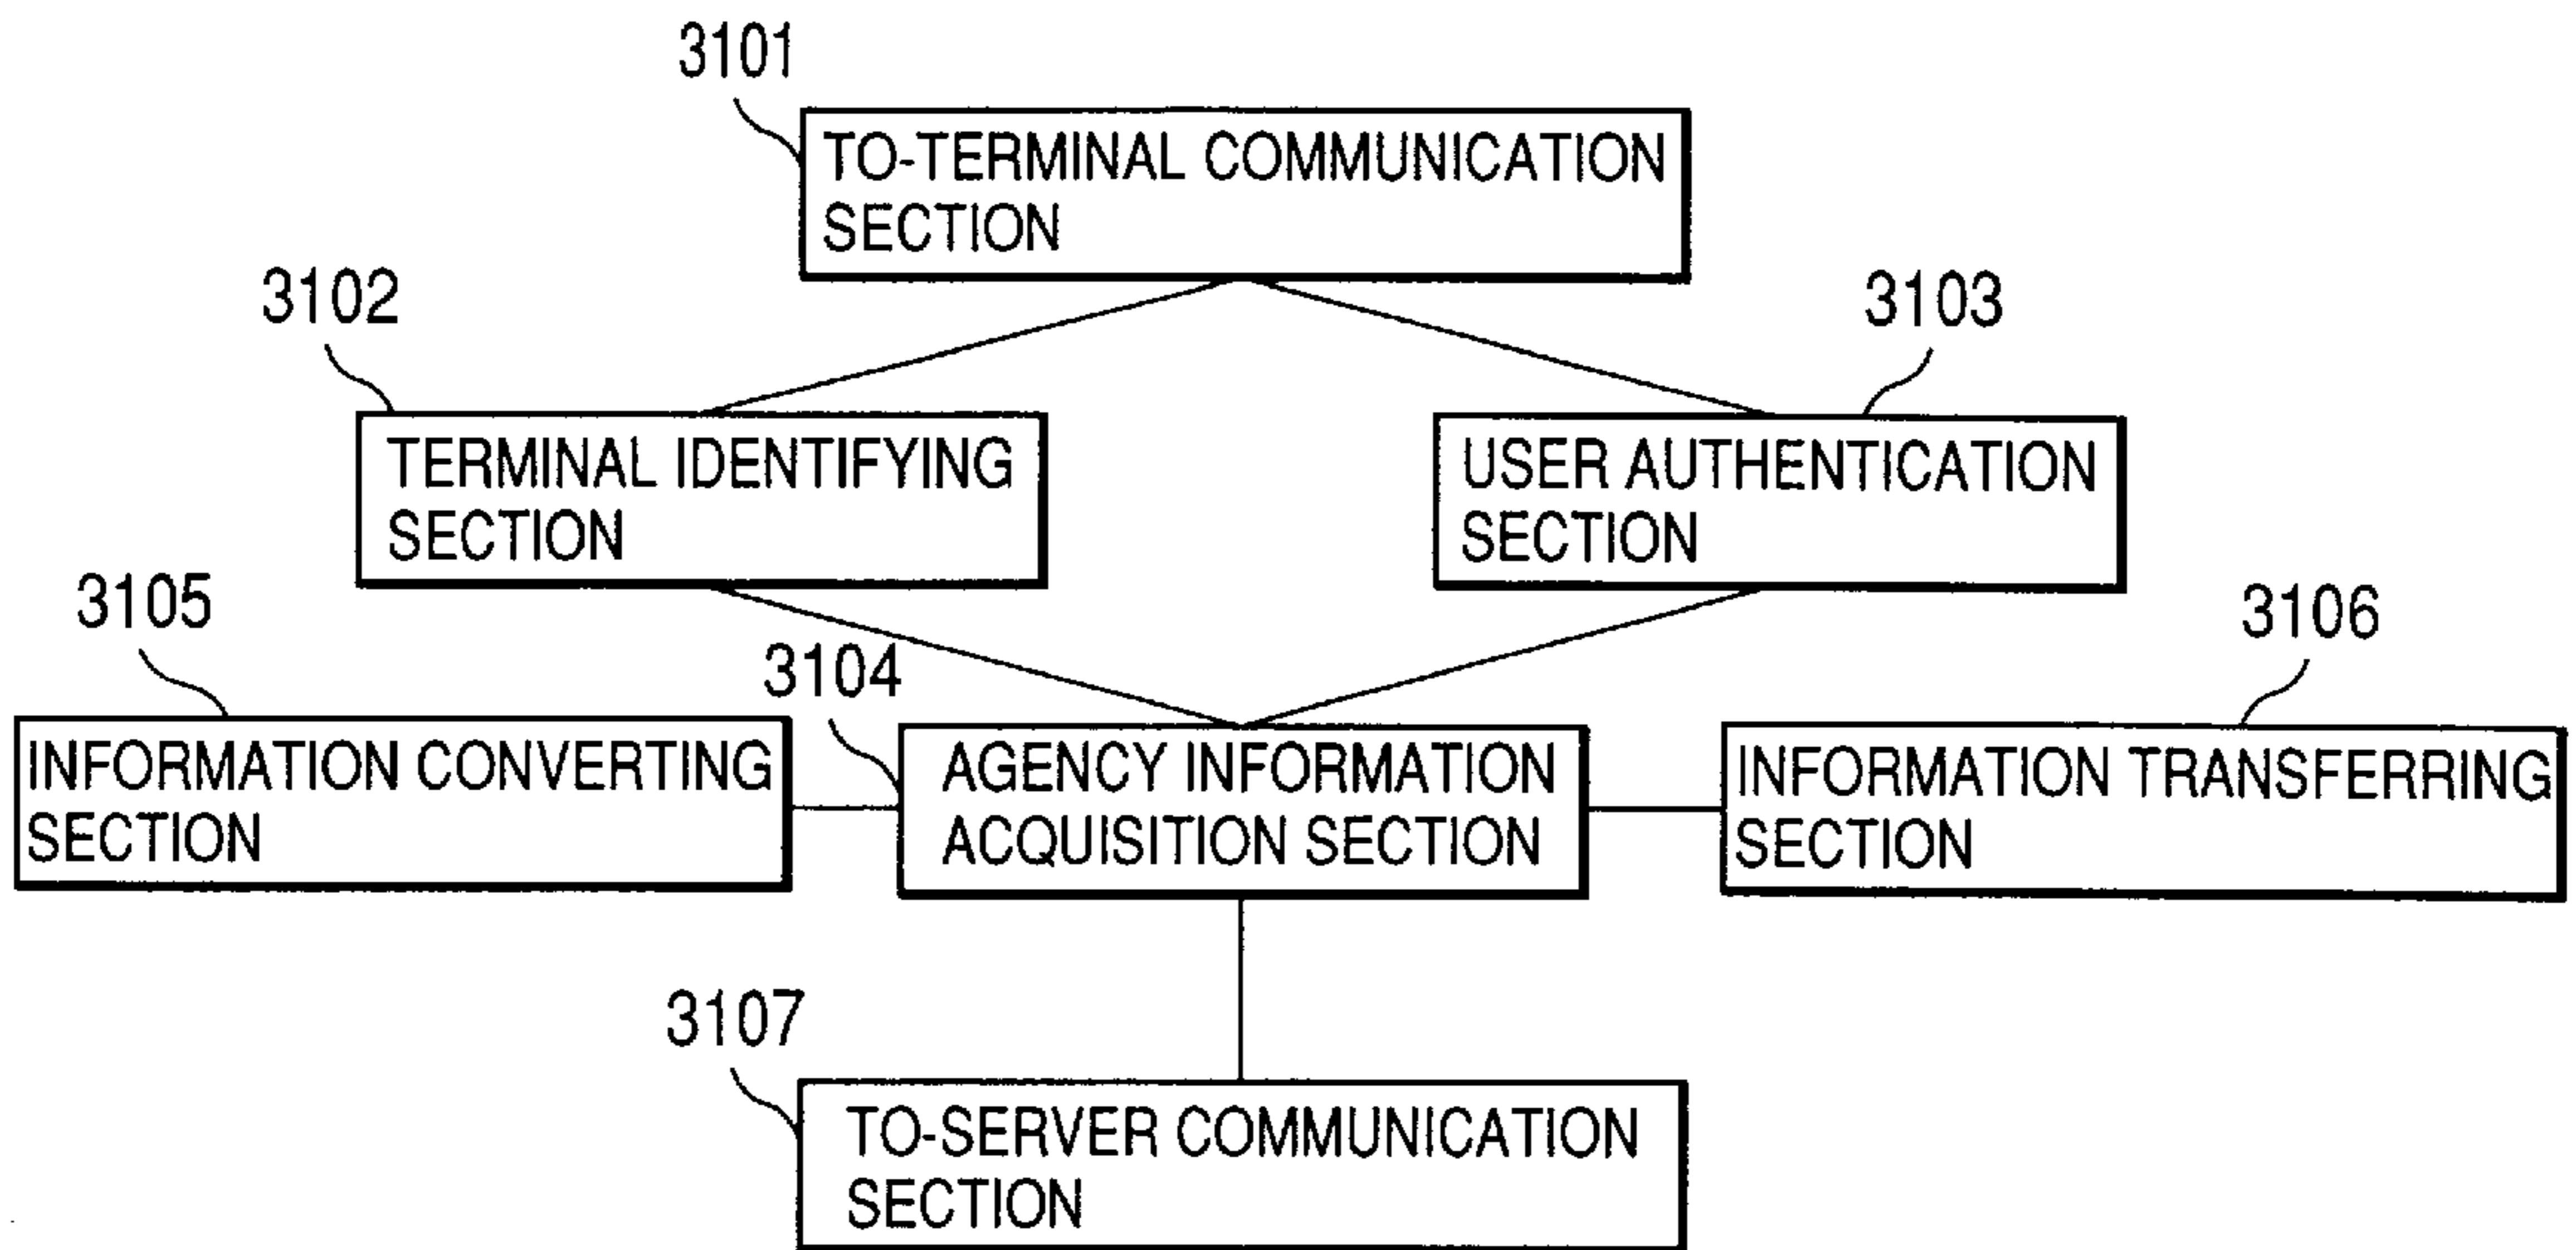 3101
TO-TERMINAL COMMUNICATION
SECTION
3102
3103
TERMINAL IDENTIFYING
SECTION
USER AUTHENTICATION
SECTION
3105
3104
3106
INFORMATION CONVERTING
SECTION
AGENCY INFORMATION
ACQUISITION SECTION
INFORMATION TRANSFERRING
SECTION
3107
TO-SERVER COMMUNICATION
SECTION